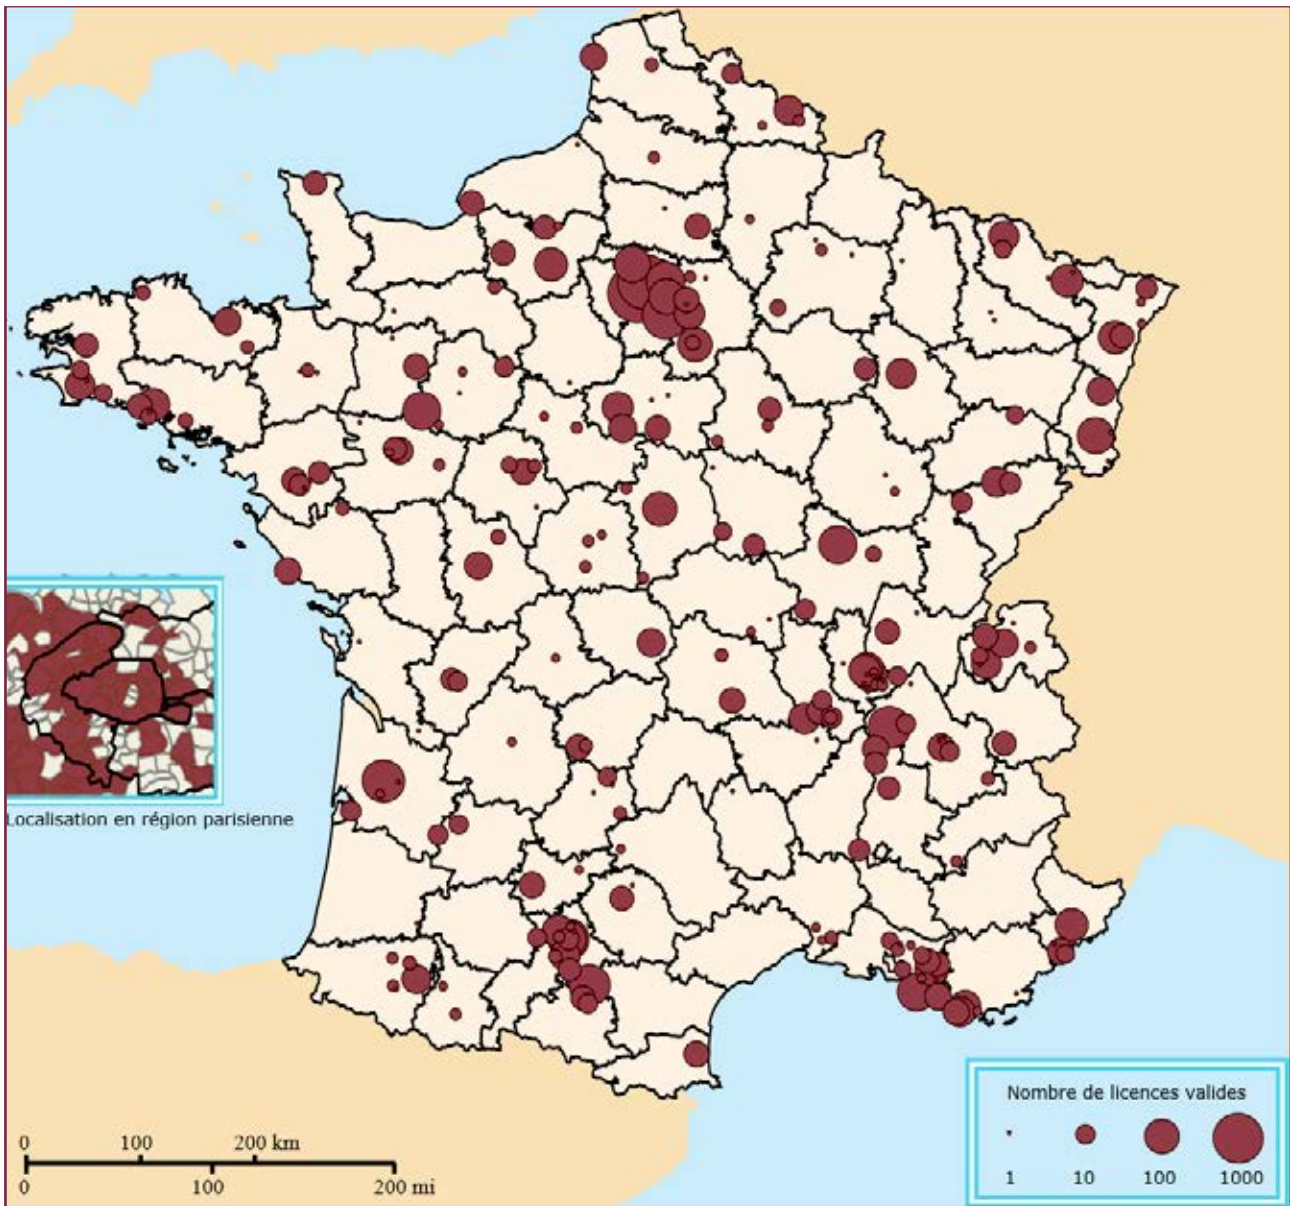 Localisation en région parisienne
Nombre de licences valides
1 10 100 1000
0 100 200 km
0 100 200 mi